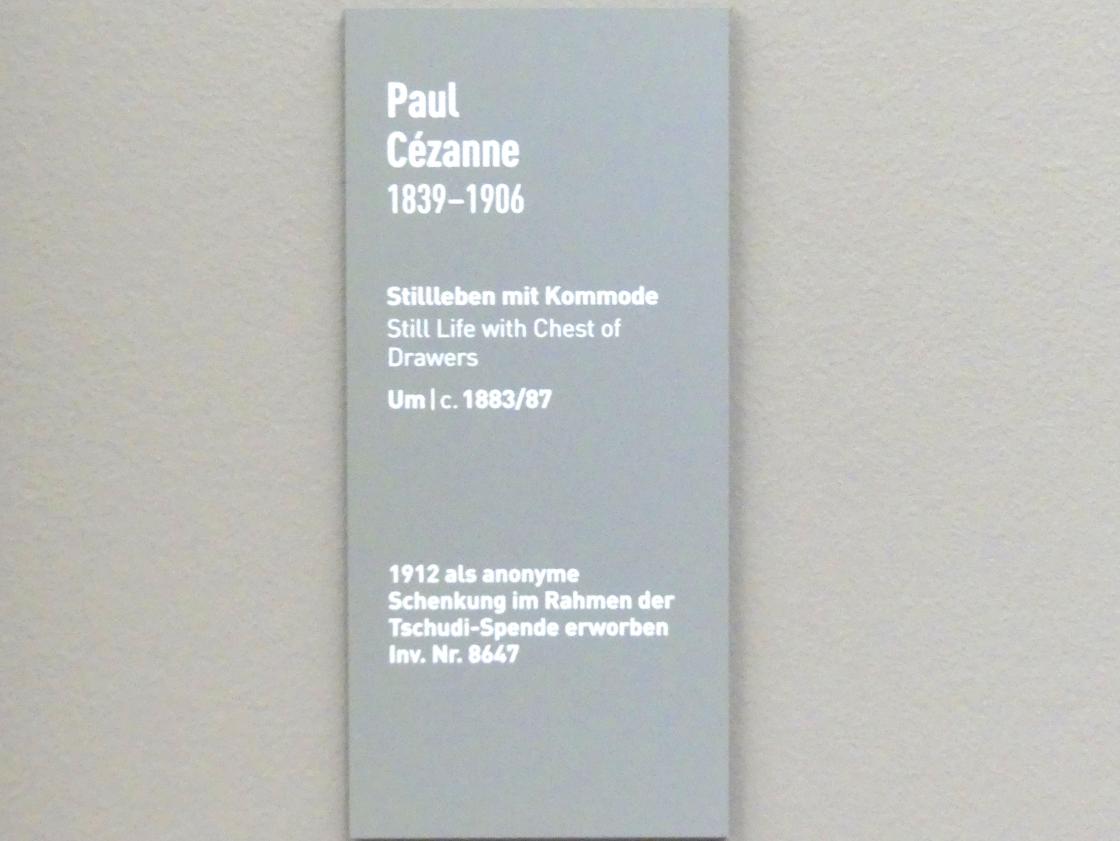 Paul
Cézanne
1839–1906
Stillleben mit Kommode
Still Life with Chest of
Drawers
Um | c. 1883/87
1912 als anonyme
Schenkung im Rahmen der
Tschudi-Spende erworben
Inv. Nr. 8647